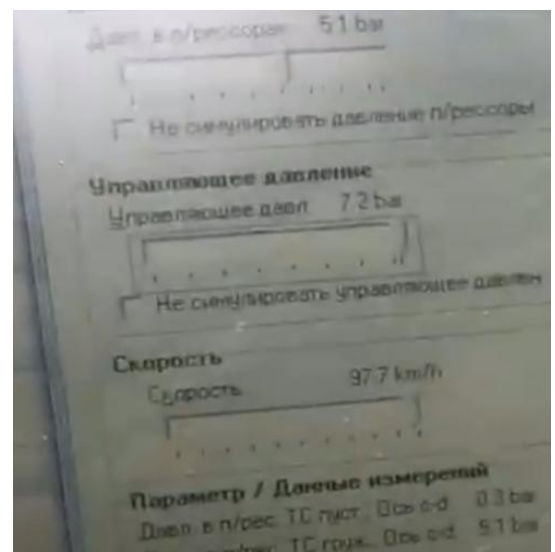 Давл. в п/рессорах 5.1 bar
Не симулировать давление п/рессоры
Управляющее давление
Управляющее давл. 7.2 bar
Не симулировать управляющее давлен
Скорость
Скорость 97.7 km/h
Параметр / Данные измерений
Давл. в п/рес. ТС пуст., Ось c-d 0.3 bar
п/рес. ТС груж., Ось c-d 5.1 bar